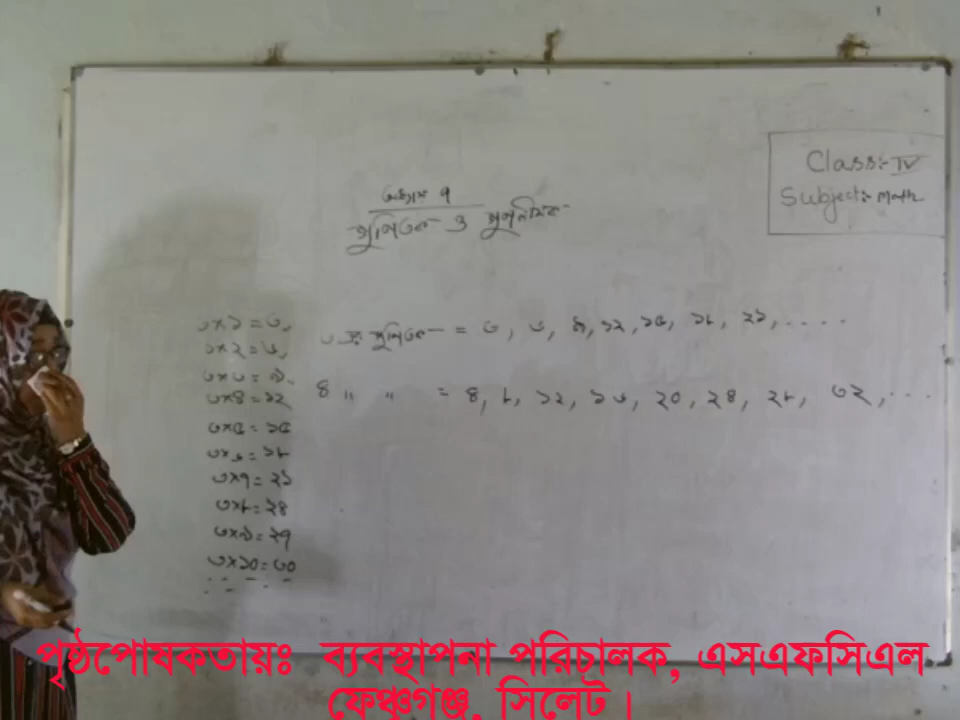 Class:- IV
Subject:- Math
অধ্যায় ৭
গুণিতক ও গুণনীয়ক
৩×১=৩,
৩×২=৬,
৩×৩=৯,
৩×৪=১২
৩×৫=১৫
৩×৬=১৮
৩×৭=২১
৩×৮=২৪
৩×৯=২৭
৩×১০=৩০
৩ এর গুণিতক = ৩, ৬, ৯, ১২, ১৫, ১৮, ২১, . . . .
৪ " " = ৪, ৮, ১২, ১৬, ২০, ২৪, ২৮, ৩২, . . .
পৃষ্ঠপোষকতায়ঃ ব্যবস্থাপনা পরিচালক, এসএফসিএল
ফেঞ্চুগঞ্জ, সিলেট ।